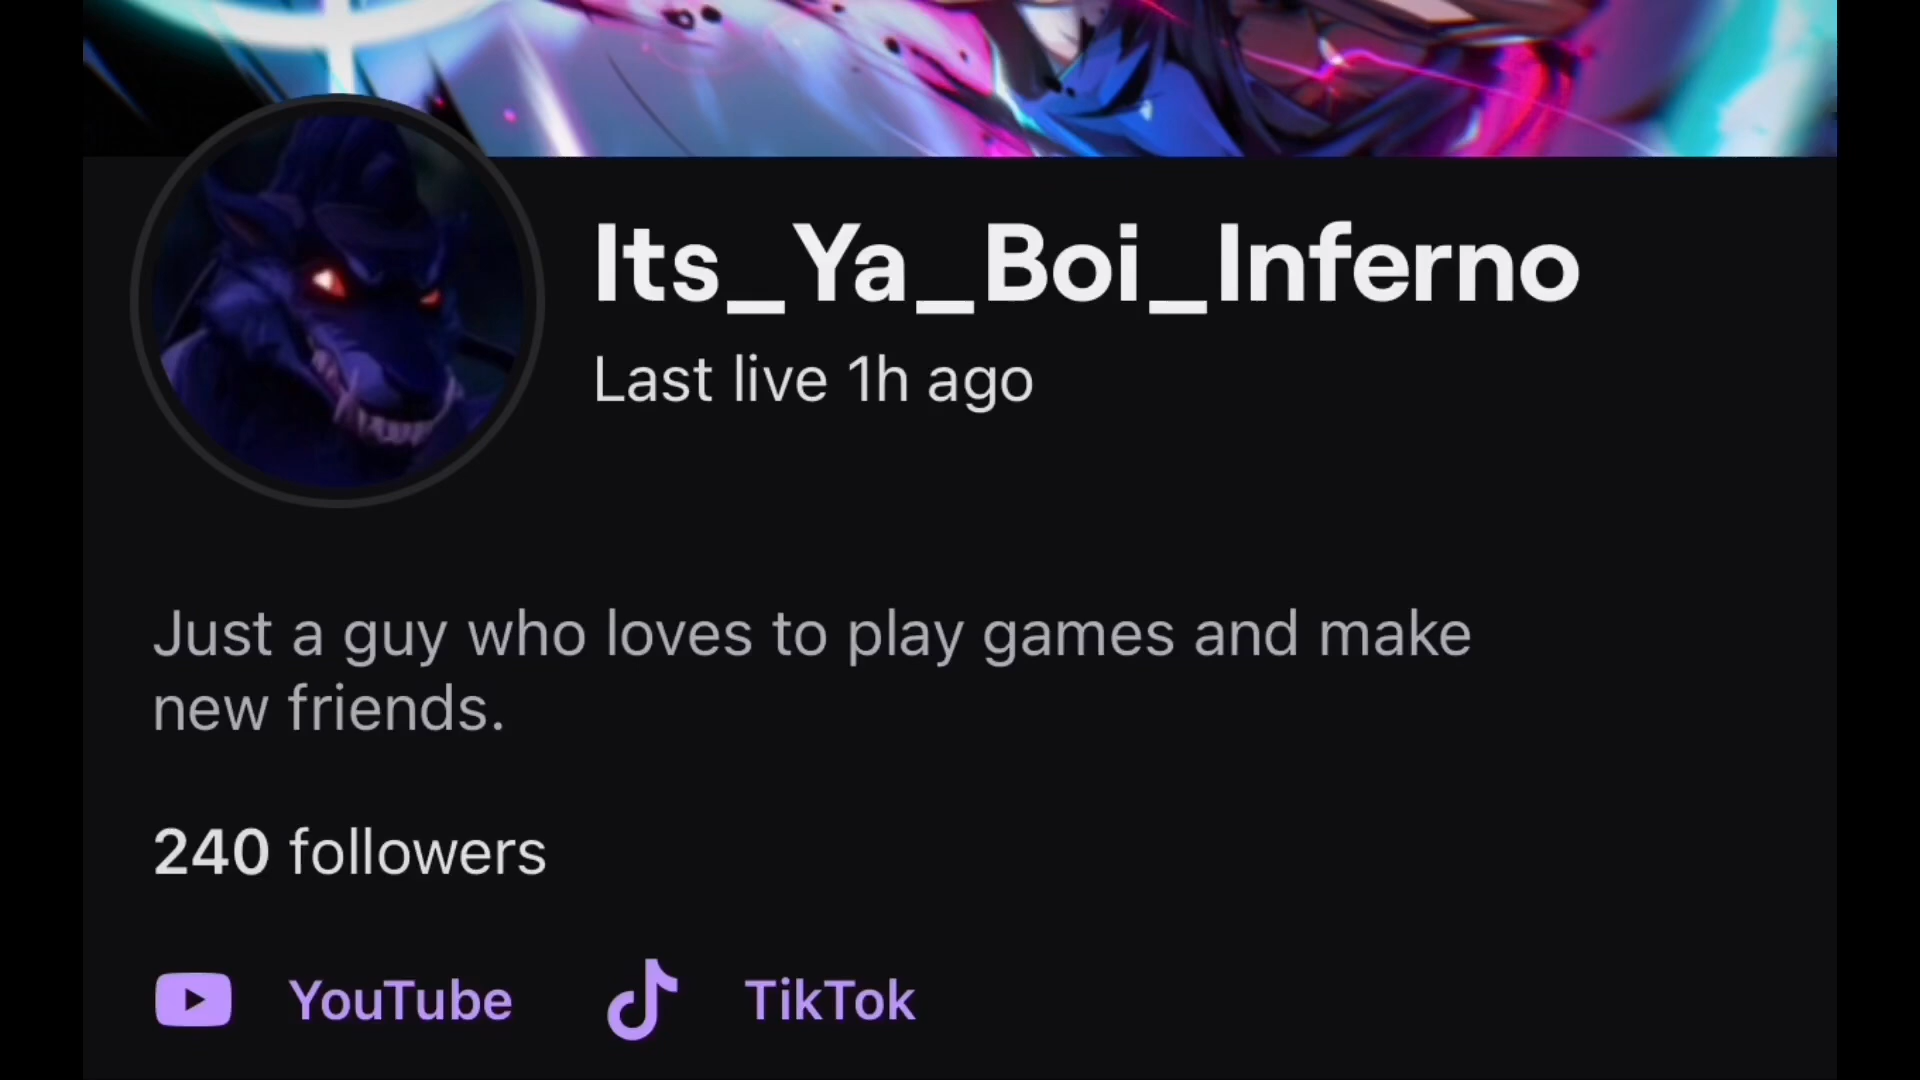 Its_Ya_Boi_Inferno
Last live 1h ago
Just a guy who loves to play games and make
new friends.
240 followers
YouTube TikTok